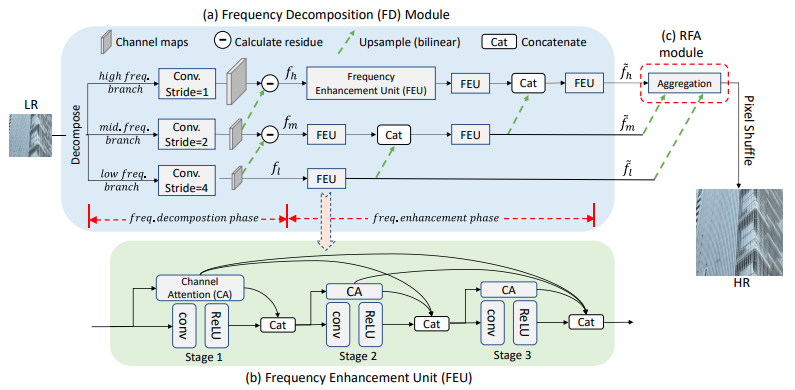 (a) Frequency Decomposition (FD) Module
Channel maps
Calculate residue
Upsample (bilinear)
Cat
Concatenate
(c) RFA
module
LR
Decompose
high freq.
branch
Conv.
Stride=1
f_h
Frequency
Enhancement Unit (FEU)
FEU
Cat
FEU
f̃_h
Aggregation
mid. freq.
branch
Conv.
Stride=2
f_m
FEU
Cat
FEU
f̃_m
low freq.
branch
Conv.
Stride=4
f_l
FEU
f̃_l
Pixel Shuffle
freq. decompostion phase
freq. enhancement phase
HR
Channel
Attention (CA)
conv
ReLU
Cat
Stage 1
CA
conv
ReLU
Cat
Stage 2
CA
conv
ReLU
Cat
Stage 3
(b) Frequency Enhancement Unit (FEU)